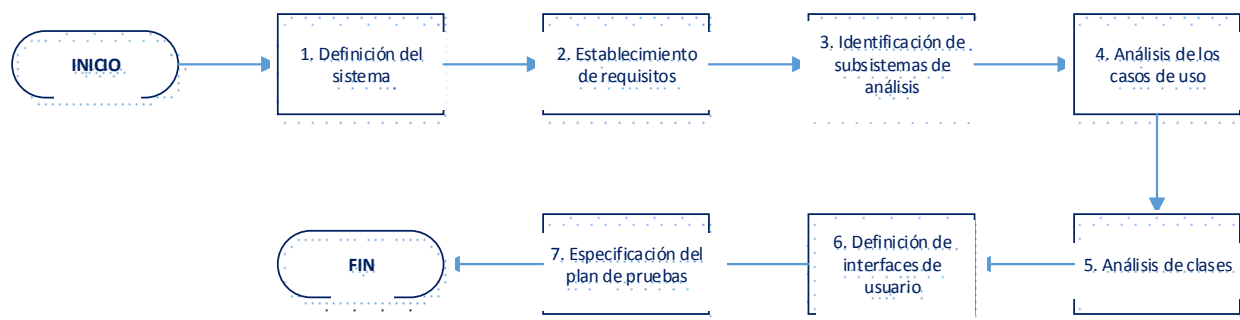 INICIO
1. Definición del
sistema
2. Establecimiento
de requisitos
3. Identificación de
subsistemas de
análisis
4. Análisis de los
casos de uso
5. Análisis de clases
6. Definición de
interfaces de
usuario
7. Especificación del
plan de pruebas
FIN